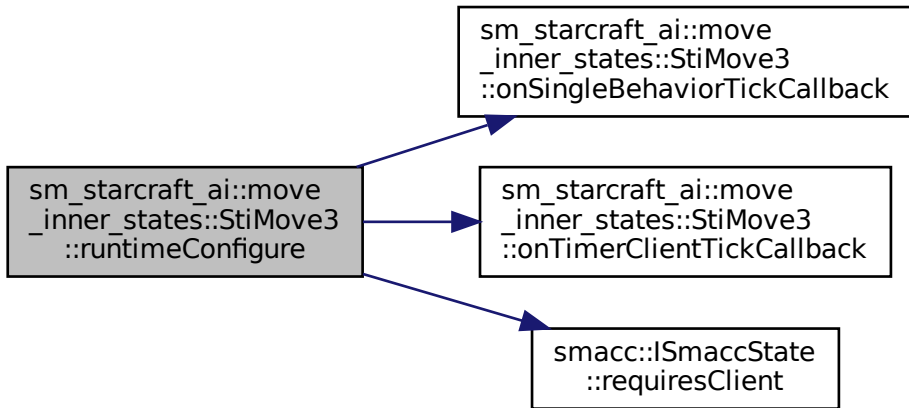 sm_starcraft_ai::move
_inner_states::StiMove3
::runtimeConfigure
sm_starcraft_ai::move
_inner_states::StiMove3
::onSingleBehaviorTickCallback
sm_starcraft_ai::move
_inner_states::StiMove3
::onTimerClientTickCallback
smacc::ISmaccState
::requiresClient